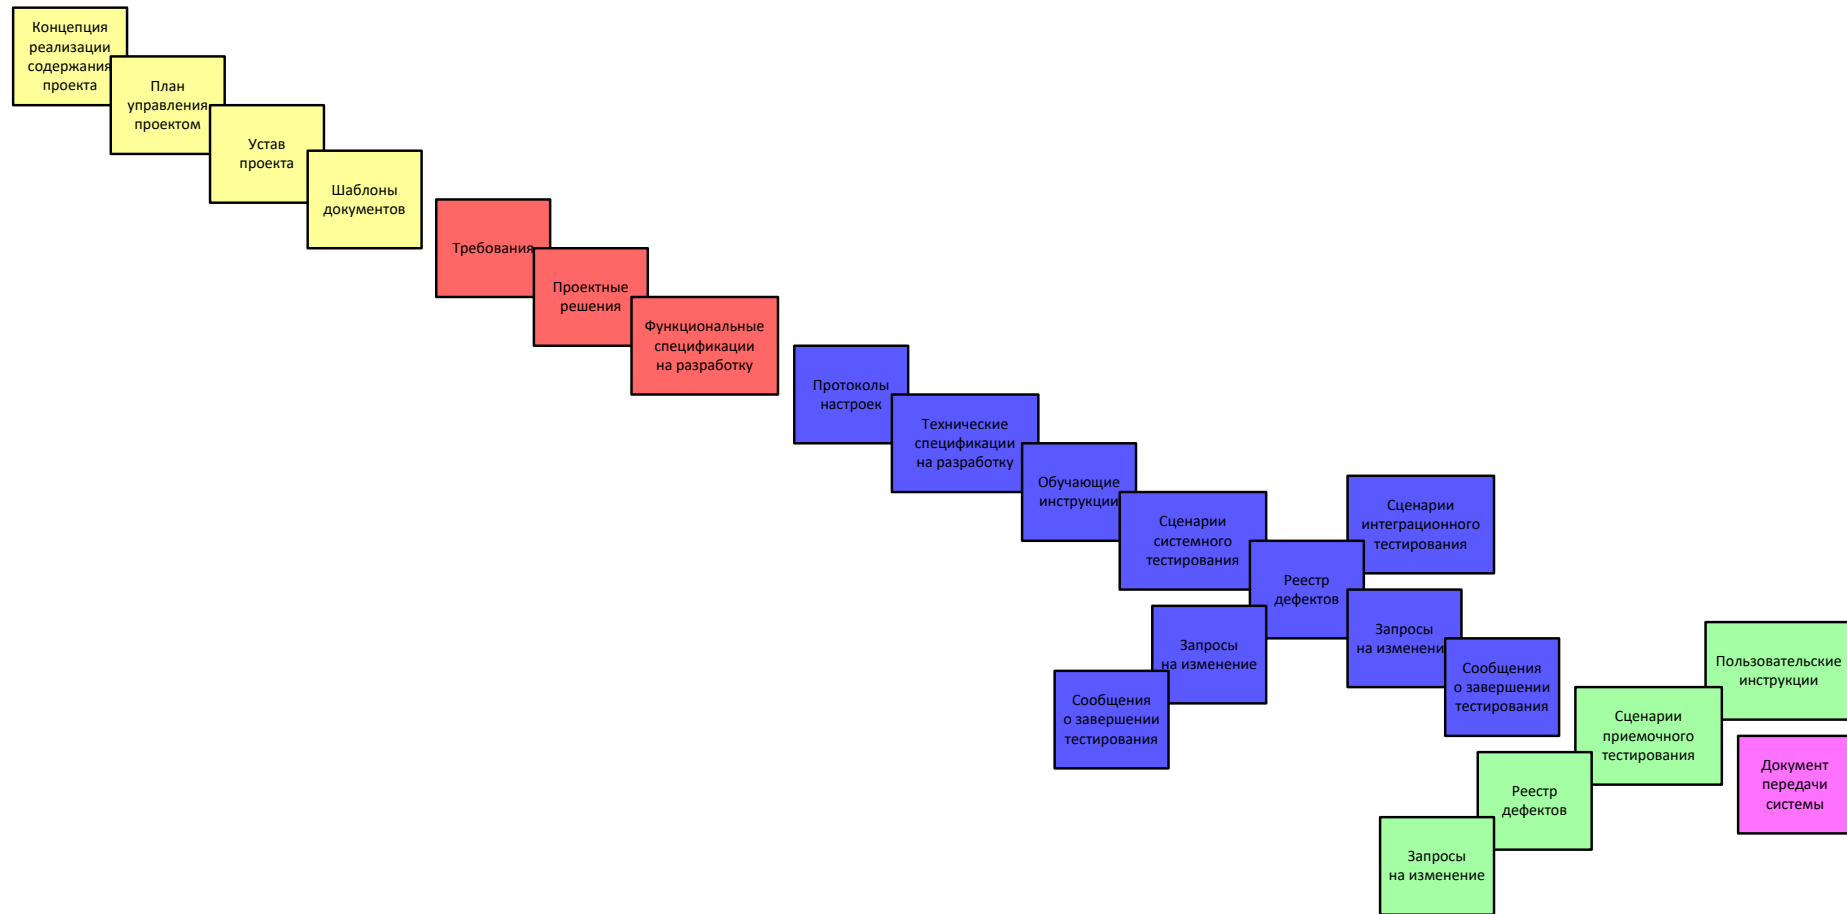 Концепция
реализации
содержания
проекта
План
управления
проектом
Устав
проекта
Шаблоны
документов
Требования
Проектные
решения
Функциональные
спецификации
на разработку
Протоколы
настроек
Технические
спецификации
на разработку
Обучающие
инструкции
Сценарии
системного
тестирования
Сценарии
интеграционного
тестирования
Реестр
дефектов
Запросы
на изменение
Сообщения
о завершении
тестирования
Запросы
на изменение
Сообщения
о завершении
тестирования
Пользовательские
инструкции
Сценарии
приемочного
тестирования
Реестр
дефектов
Запросы
на изменение
Документ
передачи
системы